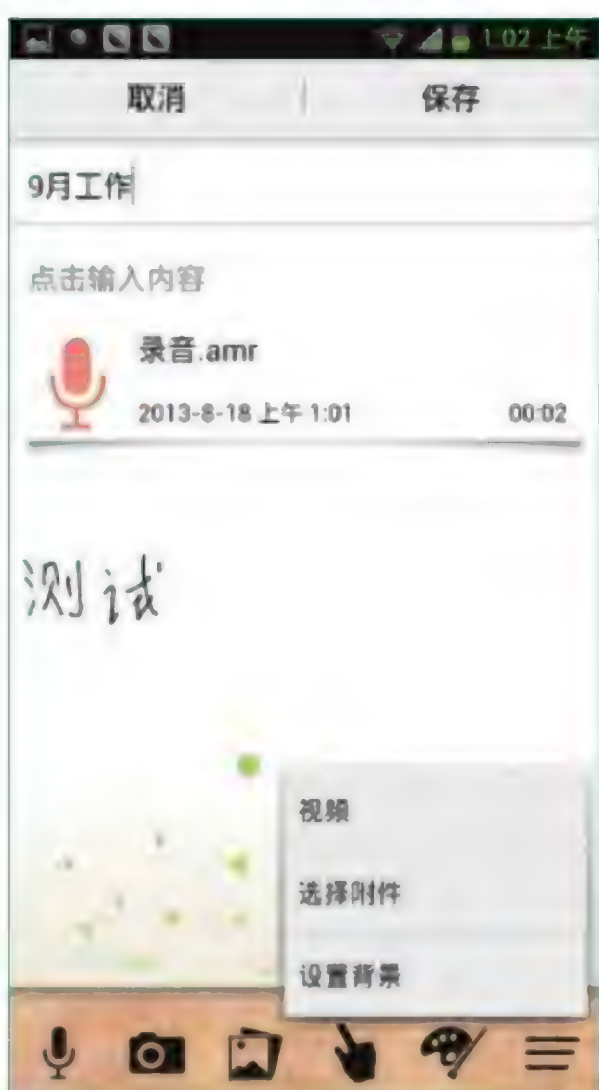 1:02 上午
取消 保存
9月工作
点击输入内容
录音.amr
2013-8-18 上午 1:01 00:02
测试
视频
选择附件
设置背景